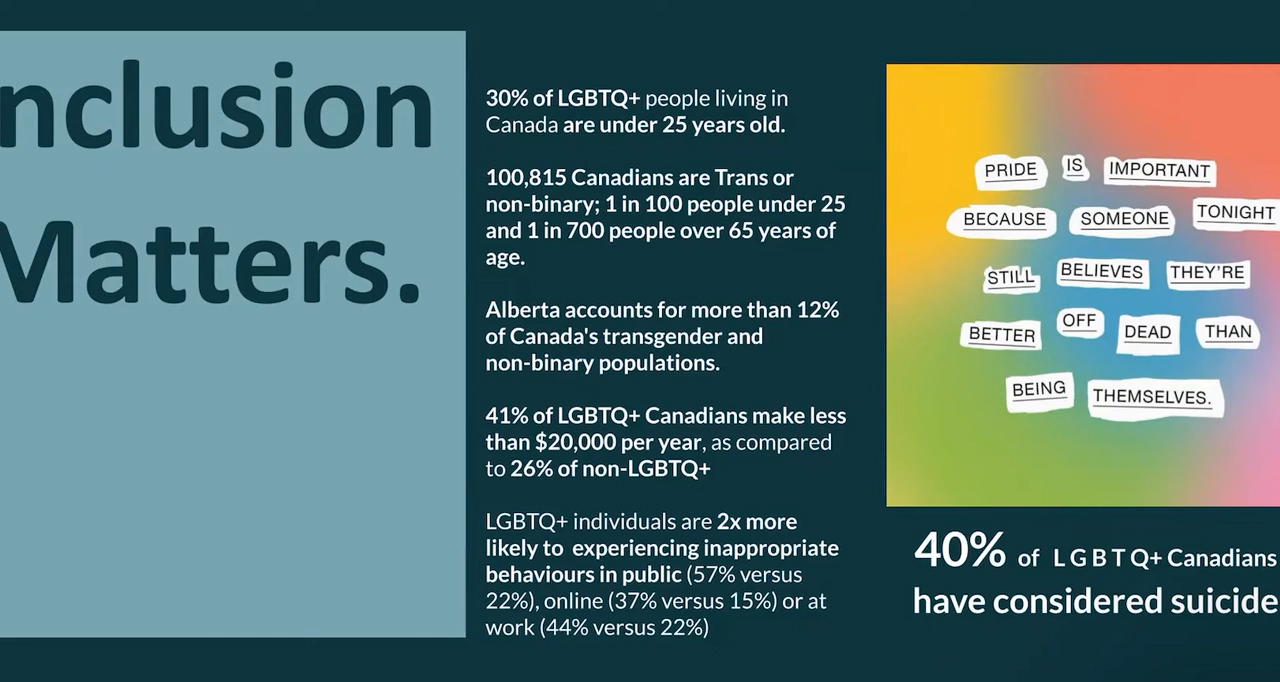 nclusion
Matters.
30% of LGBTQ+ people living in
Canada are under 25 years old.
100,815 Canadians are Trans or
non-binary; 1 in 100 people under 25
and 1 in 700 people over 65 years of
age.
Alberta accounts for more than 12%
of Canada's transgender and
non-binary populations.
41% of LGBTQ+ Canadians make less
than $20,000 per year, as compared
to 26% of non-LGBTQ+
LGBTQ+ individuals are 2x more
likely to experiencing inappropriate
behaviours in public (57% versus
22%), online (37% versus 15%) or at
work (44% versus 22%)
PRIDE IS IMPORTANT
BECAUSE SOMEONE TONIGHT
STILL BELIEVES THEY'RE
BETTER OFF DEAD THAN
BEING THEMSELVES.
40% of LGBTQ+ Canadians
have considered suicide